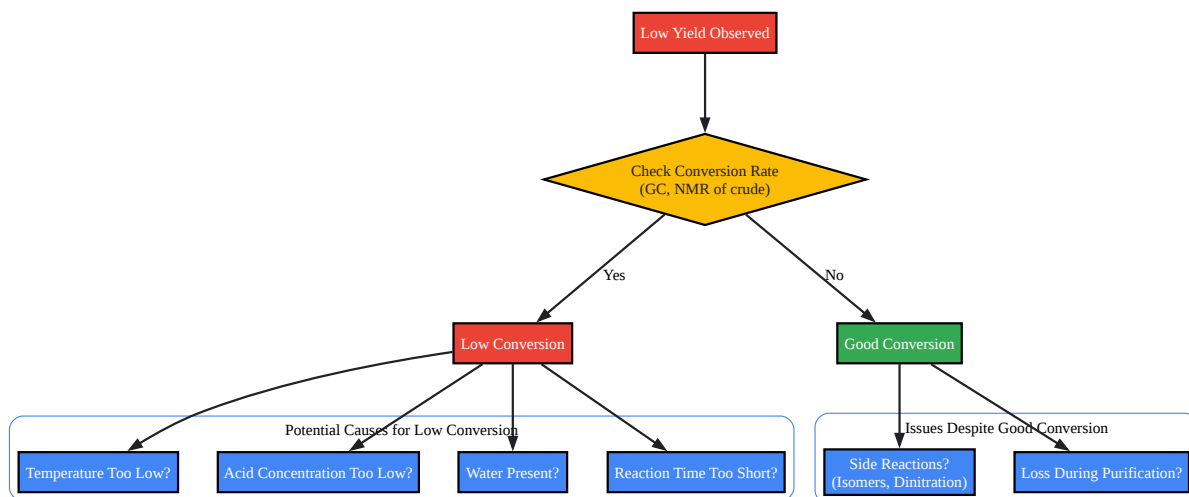 Low Yield Observed
Check Conversion Rate
(GC, NMR of crude)
Yes
No
Low Conversion
Good Conversion
Potential Causes for Low Conversion
Issues Despite Good Conversion
Temperature Too Low?
Acid Concentration Too Low?
Water Present?
Reaction Time Too Short?
Side Reactions?
(Isomers, Dinitration)
Loss During Purification?